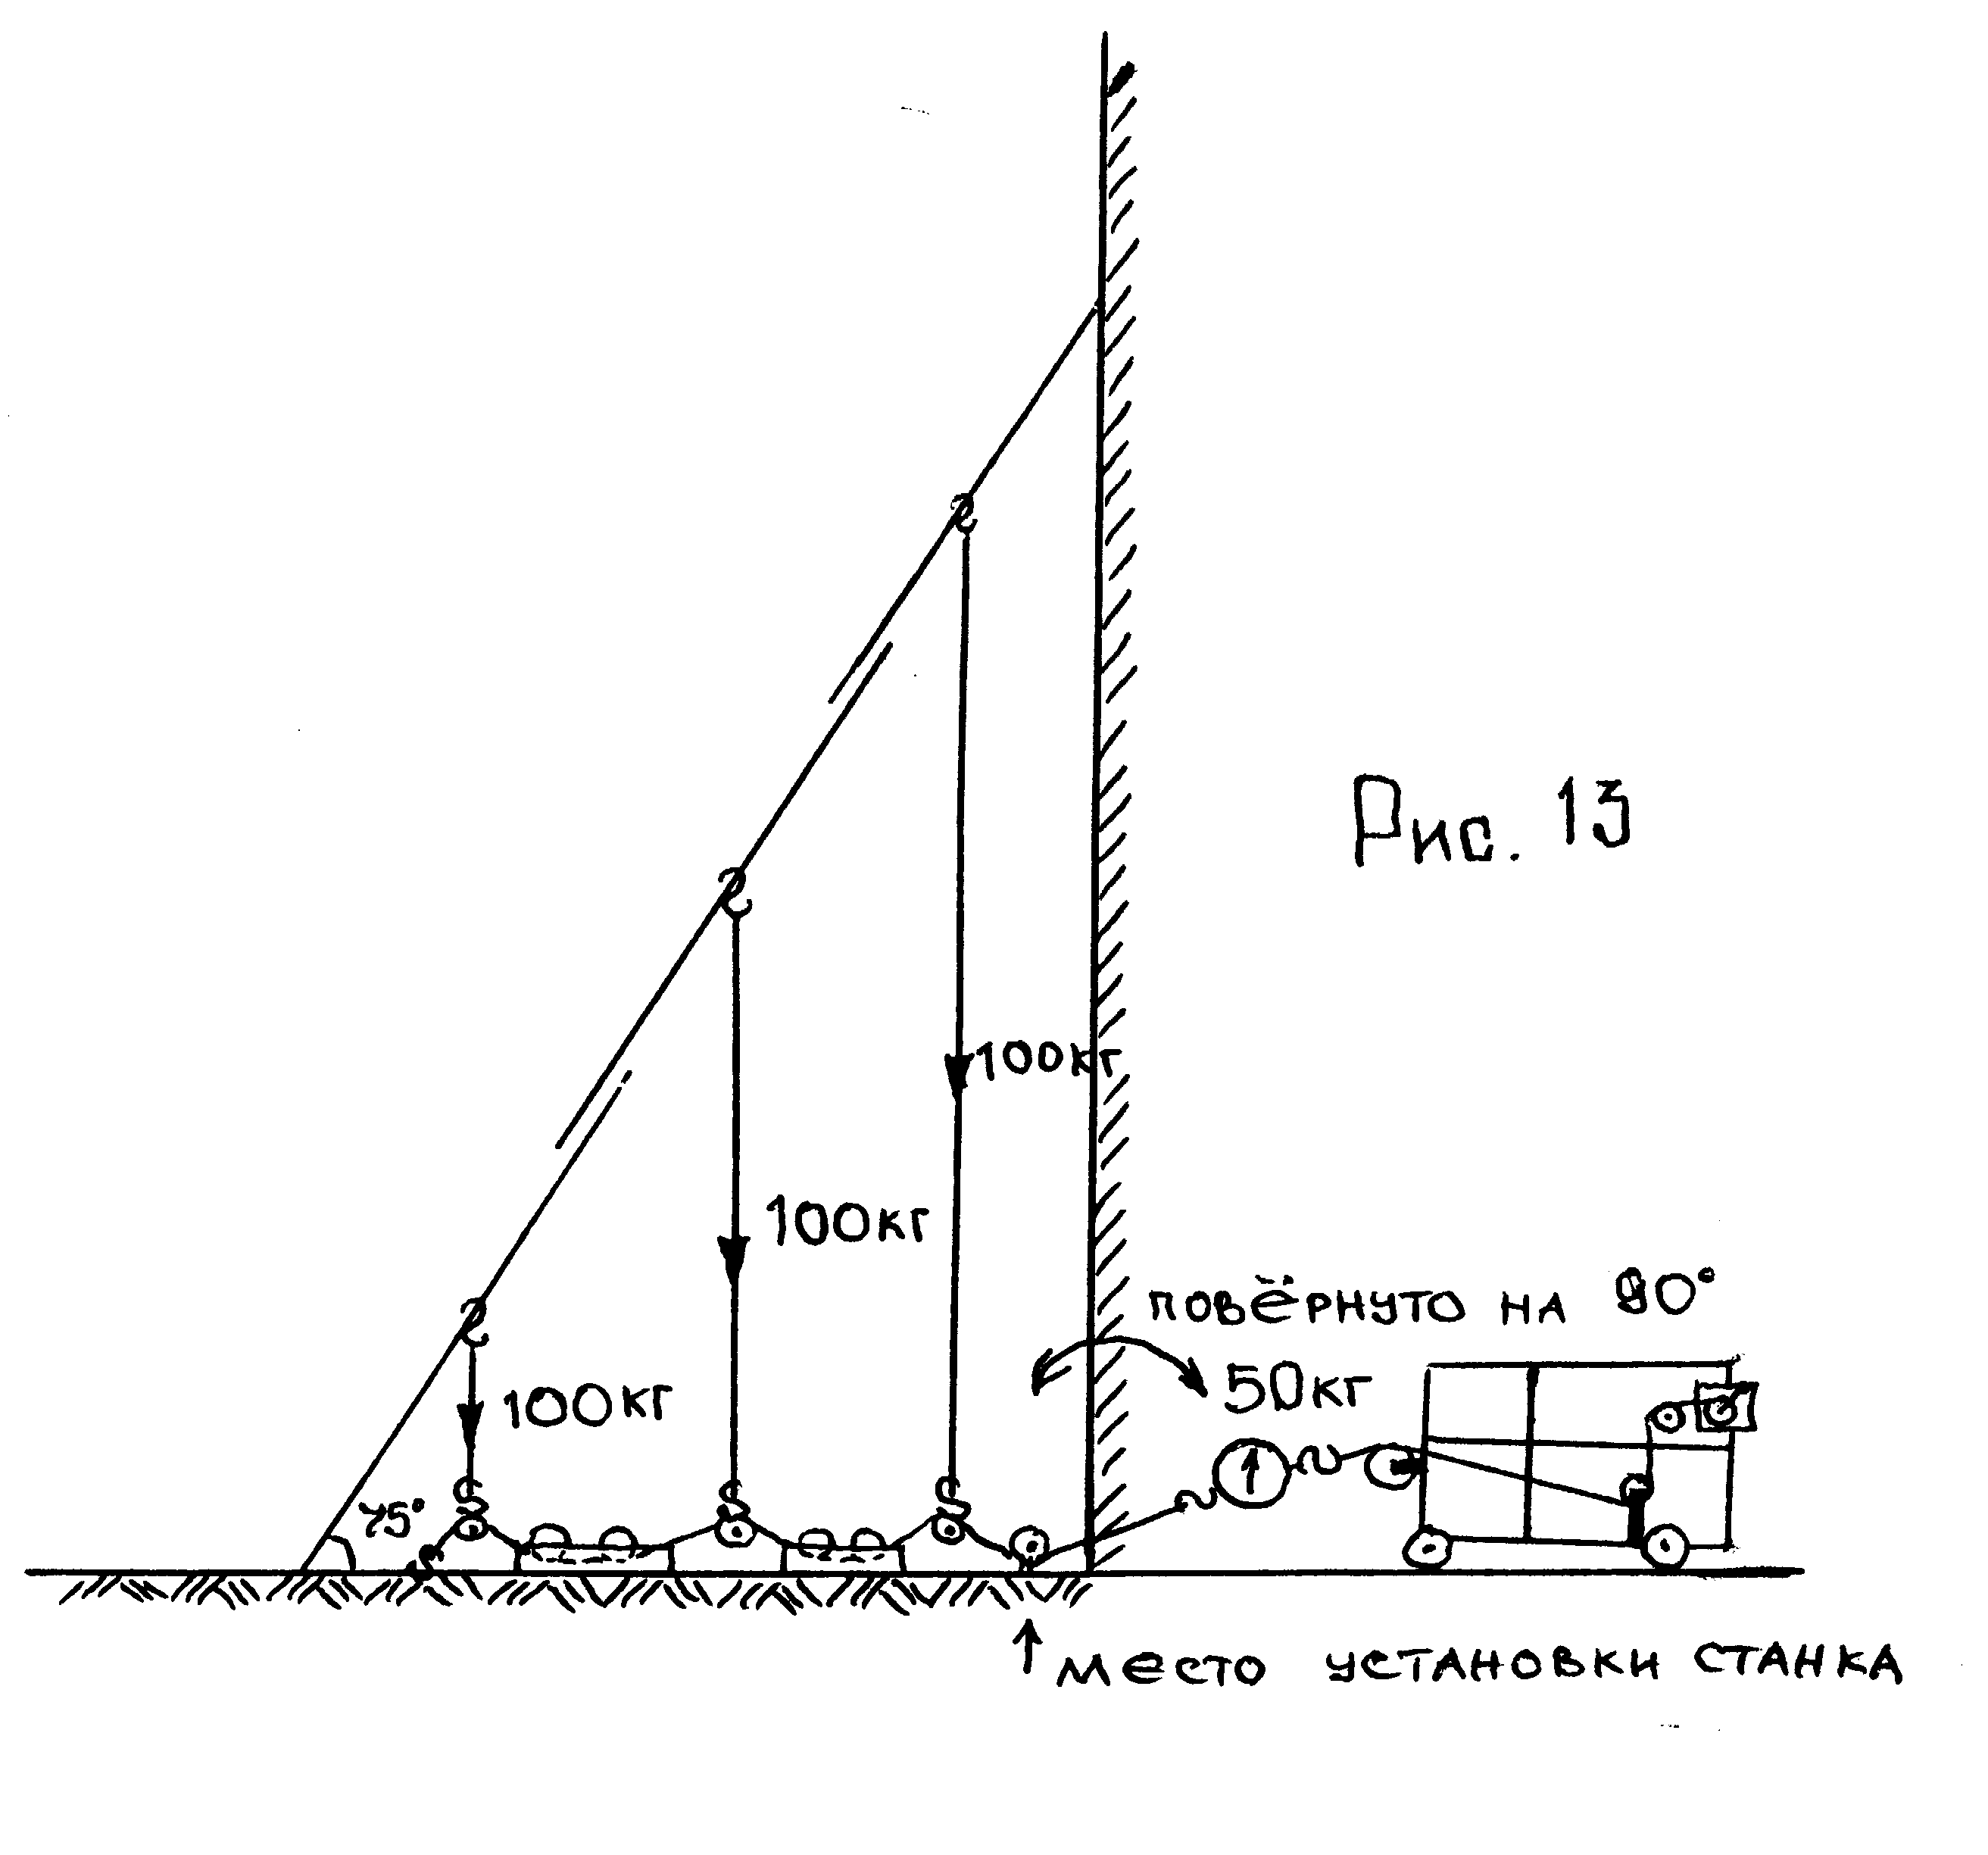 Рис. 13
100кг
100кг
повёрнуто на 90°
50кг
100кг
75°
место установки станка